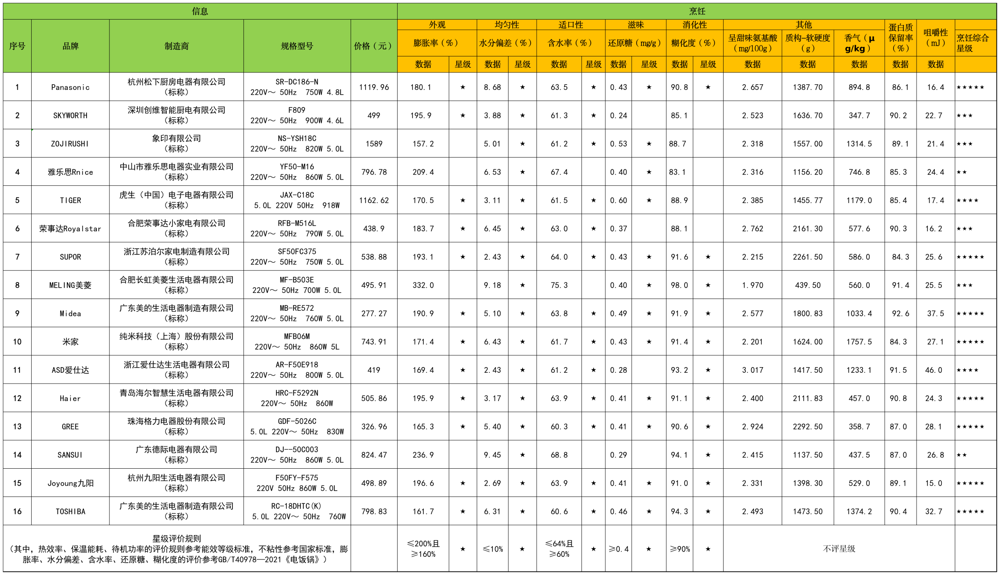 信息 烹饪
序号 品牌 制造商 规格型号 价格（元） 外观 均匀性 适口性 滋味 消化性 其他 蛋白质保留率（%） 咀嚼性（mJ） 烹饪综合星级
膨胀率（%） 水分偏差（%） 含水率（%） 还原糖（mg/g） 糊化度（%） 呈甜味氨基酸（mg/100g） 质构-软硬度（g） 香气（μg/kg）
数据 星级 数据 星级 数据 星级 数据 星级 数据 星级 数据 数据 数据 数据 数据
1 Panasonic 杭州松下厨房电器有限公司（标称） SR-DC186-N 220V～ 50Hz 750W 4.8L 1119.96 180.1 ★ 8.68 ★ 63.5 ★ 0.43 ★ 90.8 ★ 2.657 1387.70 894.8 86.1 16.4 ★★★★★
2 SKYWORTH 深圳创维智能厨电有限公司（标称） F809 220V～ 50Hz 900W 4.6L 499 195.9 ★ 3.88 ★ 61.3 ★ 0.24 85.1 2.523 1636.70 347.7 90.2 22.7 ★★★
3 ZOJIRUSHI 象印有限公司（标称） NS-YSH18C 220V～ 50Hz 820W 5.0L 1589 157.2 5.01 ★ 61.2 ★ 0.53 ★ 88.7 2.318 1557.00 1314.5 89.1 21.4 ★★★
4 雅乐思Rnice 中山市雅乐思电器实业有限公司（标称） YF50-M16 220V～ 50Hz 860W 5.0L 796.78 209.4 6.53 ★ 67.4 0.40 ★ 83.1 2.316 1156.20 746.8 85.3 24.4 ★★
5 TIGER 虎生（中国）电子电器有限公司（标称） JAX-C18C 5.0L 220V 50Hz 918W 1162.62 170.5 ★ 3.11 ★ 61.5 ★ 0.60 ★ 88.9 2.385 1455.77 1179.0 85.4 17.4 ★★★★
6 荣事达Royalstar 合肥荣事达小家电有限公司（标称） RFB-M516L 220V～ 50Hz 790W 5.0L 438.9 183.7 ★ 6.45 ★ 63.0 ★ 0.37 88.1 2.762 2161.30 577.6 90.3 16.2 ★★★
7 SUPOR 浙江苏泊尔家电制造有限公司（标称） SF50FC375 220V～ 50Hz 750W 5.0L 538.88 193.1 ★ 2.43 ★ 64.0 ★ 0.43 ★ 91.6 ★ 2.215 2261.50 586.0 84.3 25.6 ★★★★★
8 MELING美菱 合肥长虹美菱生活电器有限公司（标称） MF-B503E 220V～ 50Hz 700W 5.0L 495.91 332.0 9.18 ★ 75.3 0.40 ★ 98.0 ★ 1.970 439.50 560.0 91.4 25.5 ★★★
9 Midea 广东美的生活电器制造有限公司（标称） MB-RE572 220V～ 50Hz 760W 5.0L 277.27 190.9 ★ 5.10 ★ 63.8 ★ 0.49 ★ 91.9 ★ 2.577 1800.83 1033.4 92.6 37.5 ★★★★★
10 米家 纯米科技（上海）股份有限公司（标称） MFB06M 220V～ 50Hz 860W 5L 743.91 171.4 ★ 6.43 ★ 61.7 ★ 0.43 ★ 91.4 ★ 2.201 1624.00 1757.5 84.3 27.1 ★★★★★
11 ASD爱仕达 浙江爱仕达生活电器有限公司（标称） AR-F50E918 220V～ 50Hz 800W 5.0L 419 169.4 ★ 2.43 ★ 61.2 ★ 0.28 93.2 ★ 3.017 1417.50 1233.1 91.5 46.0 ★★★★
12 Haier 青岛海尔智慧生活电器有限公司（标称） HRC-F5292N 220V～ 50Hz 860W 505.86 195.9 ★ 3.17 ★ 63.9 ★ 0.41 ★ 91.1 ★ 2.400 2111.83 457.0 90.8 24.3 ★★★★★
13 GREE 珠海格力电器股份有限公司（标称） GDF-5026C 5.0L 220V～ 50Hz 830W 326.96 165.3 ★ 5.40 ★ 60.3 ★ 0.41 ★ 90.6 ★ 2.924 2292.50 358.7 87.0 28.1 ★★★★★
14 SANSUI 广东德际电器有限公司（标称） DJ--50C003 220V～ 50Hz 860W 5.0L 824.47 236.9 9.45 ★ 68.8 0.29 94.1 ★ 2.415 1137.50 437.5 87.0 26.8 ★★
15 Joyoung九阳 杭州九阳生活电器有限公司（标称） F50FY-F575 220V 50Hz 860W 5.0L 498.89 196.6 ★ 2.69 ★ 63.9 ★ 0.41 ★ 91.0 ★ 2.331 1398.30 529.0 89.1 15.0 ★★★★★
16 TOSHIBA 广东美的生活电器制造有限公司（标称） RC-18DHTC(K) 5.0L 220V～ 50Hz 760W 798.83 161.7 ★ 6.31 ★ 60.6 ★ 0.46 ★ 94.3 ★ 2.493 1473.50 1374.2 90.4 32.7 ★★★★★
星级评价规则
（其中，热效率、保温能耗、待机功率的评价规则参考能效等级标准，不粘性参考国家标准，膨
胀率、水分偏差、含水率、还原糖、糊化度的评价参考GB/T40978—2021《电饭锅》）
≤200%且≥160% ★ ≤10% ★ ≤64%且≥60% ★ ≥0.4 ★ ≥90% ★ 不评星级